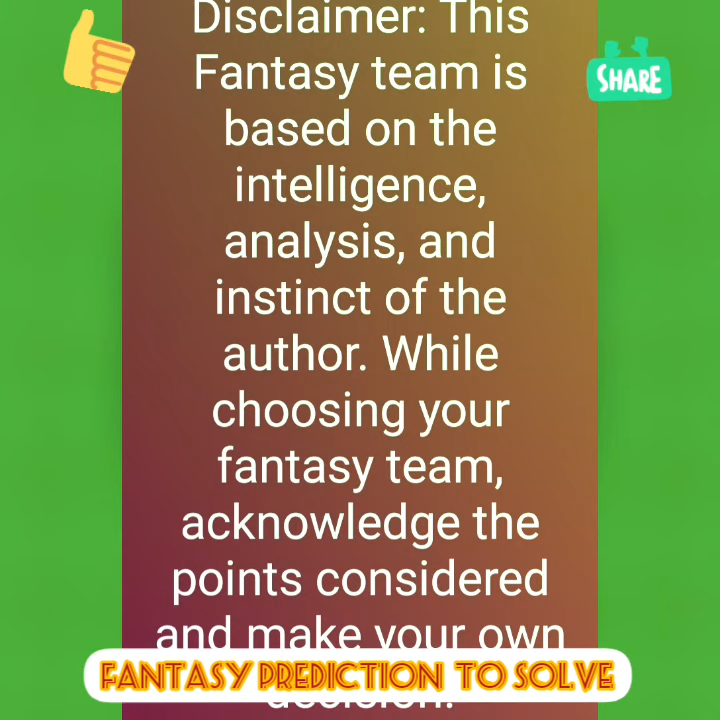 Disclaimer: This
Fantasy team is
based on the
intelligence,
analysis, and
instinct of the
author. While
choosing your
fantasy team,
acknowledge the
points considered
and make your own
decision.
FANTASY PREDICTION TO SOLVE
SHARE